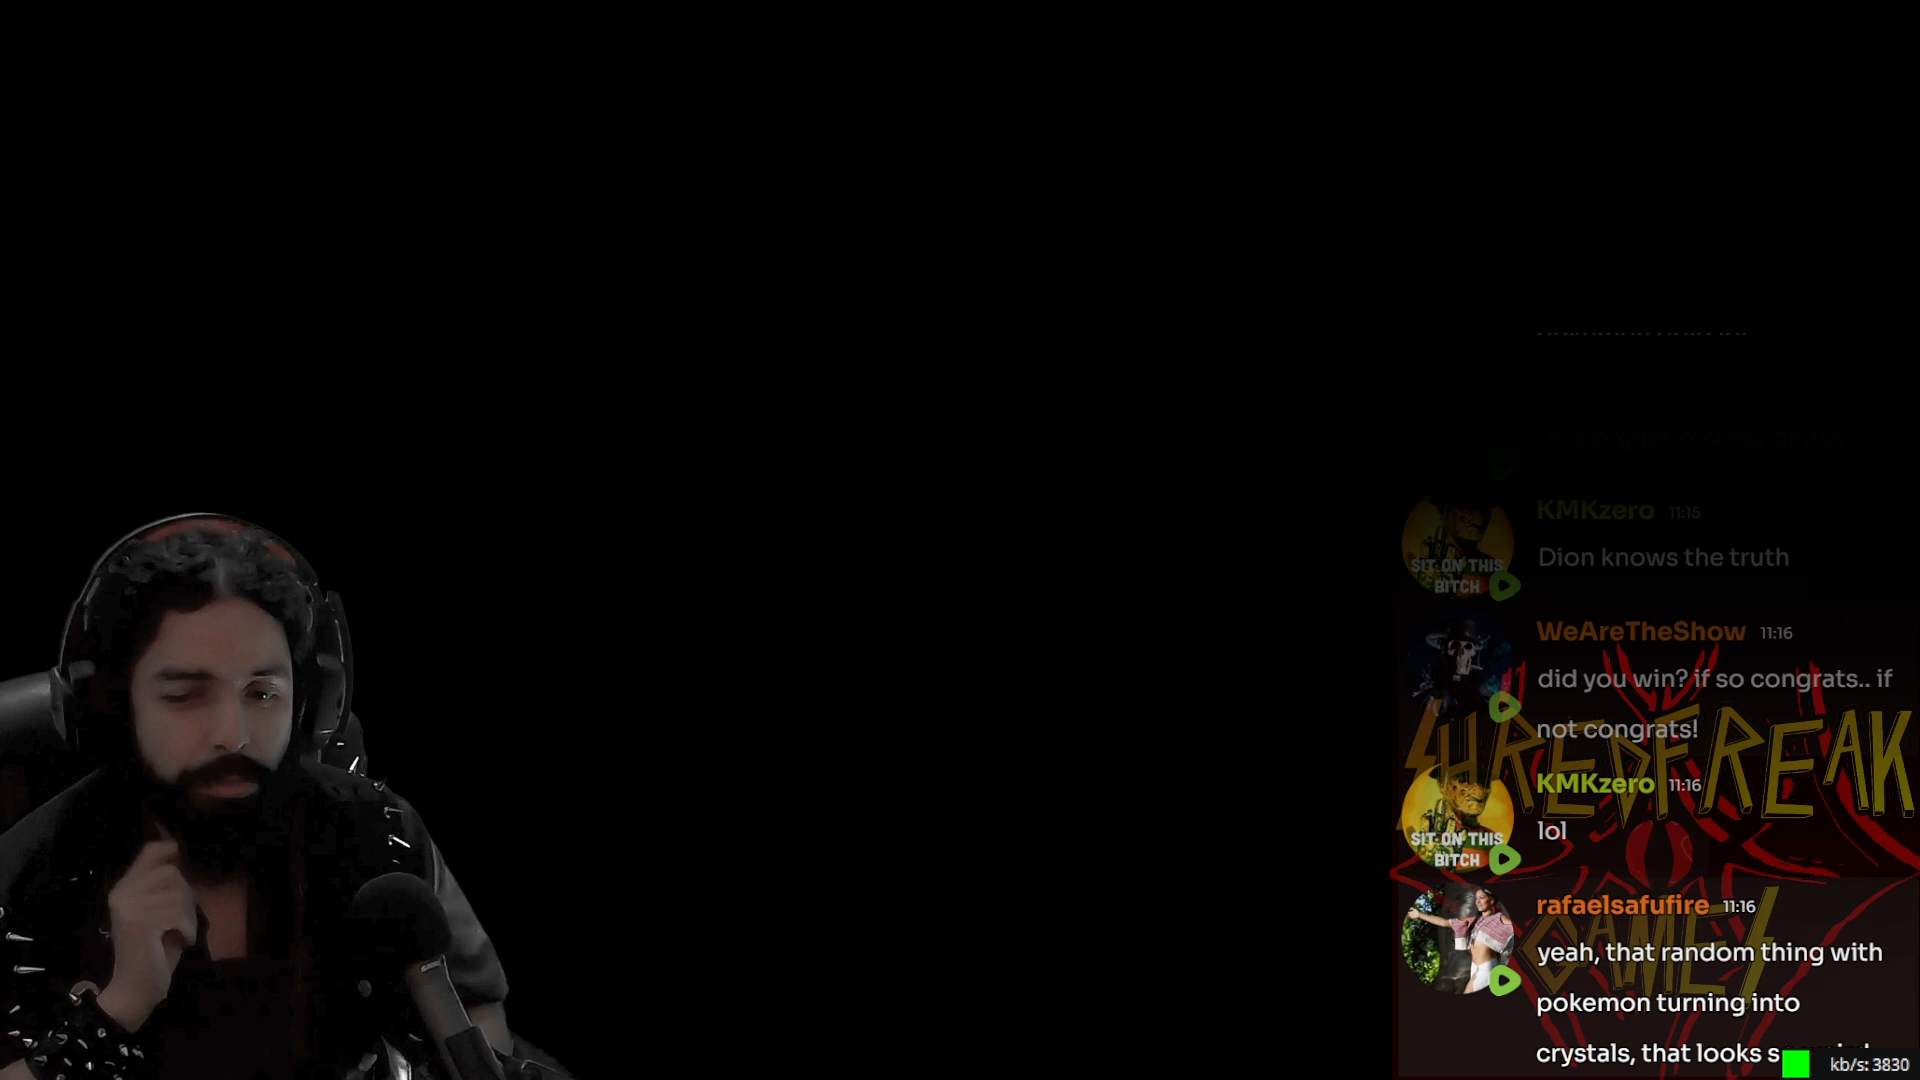 KMKzero 11:15
Dion knows the truth
SIT ON THIS
BITCH
WeAreTheShow 11:16
did you win? if so congrats.. if
not congrats!
SHREDFREAK
KMKzero 11:16
lol
SIT ON THIS
BITCH
rafaelsafufire 11:16
GAMES
yeah, that random thing with
pokemon turning into
crystals, that looks
kb/s: 3830